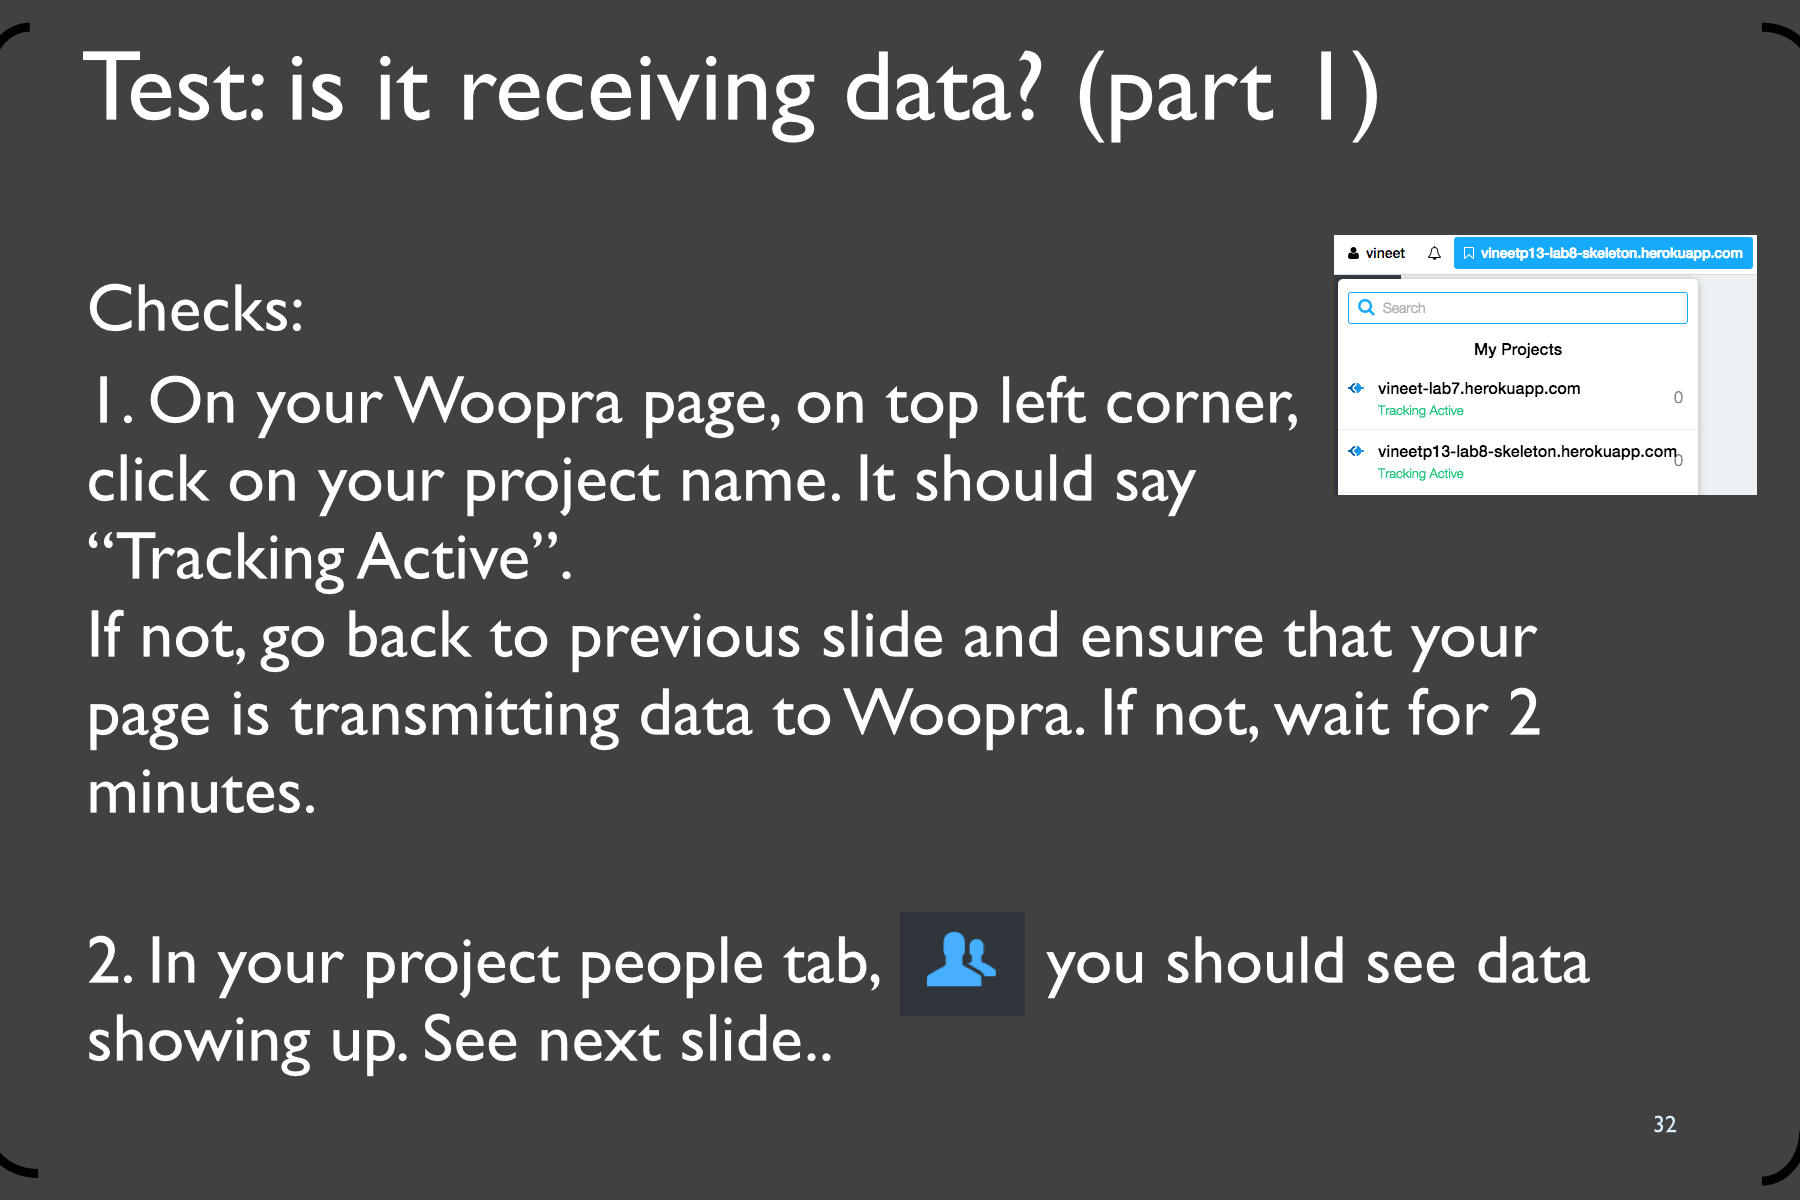 Test: is it receiving data? (part 1)
vineet
vineetp13-lab8-skeleton.herokuapp.com
Search
My Projects
vineet-lab7.herokuapp.com
0
Tracking Active
vineetp13-lab8-skeleton.herokuapp.com
0
Tracking Active
Checks:
1. On your Woopra page, on top left corner,
click on your project name. It should say
“Tracking Active”.
If not, go back to previous slide and ensure that your
page is transmitting data to Woopra. If not, wait for 2
minutes.
2. In your project people tab, you should see data
showing up. See next slide..
32